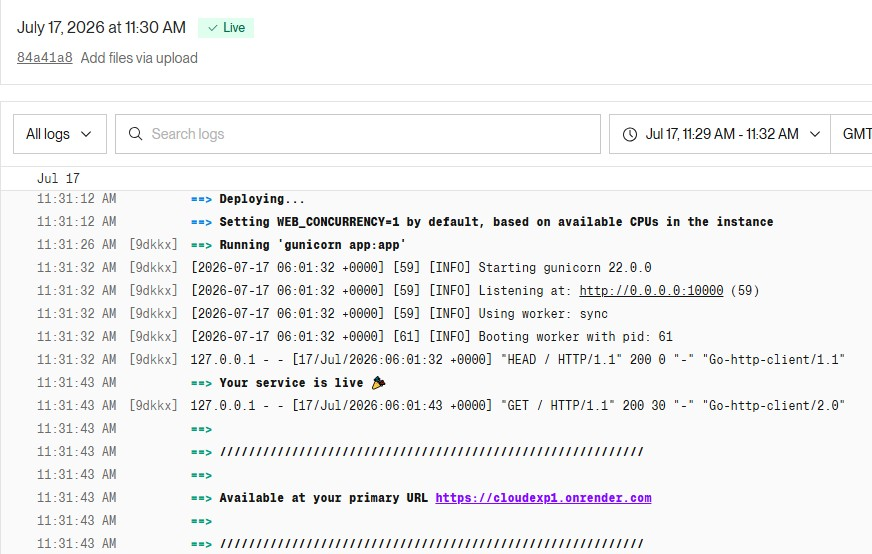 July 17, 2026 at 11:30 AM ✓ Live
84a41a8 Add files via upload
All logs Search logs Jul 17, 11:29 AM - 11:32 AM GMT
Jul 17
11:31:12 AM ==> Deploying...
11:31:12 AM ==> Setting WEB_CONCURRENCY=1 by default, based on available CPUs in the instance
11:31:26 AM [9dkkx] ==> Running 'gunicorn app:app'
11:31:32 AM [9dkkx] [2026-07-17 06:01:32 +0000] [59] [INFO] Starting gunicorn 22.0.0
11:31:32 AM [9dkkx] [2026-07-17 06:01:32 +0000] [59] [INFO] Listening at: http://0.0.0.0:10000 (59)
11:31:32 AM [9dkkx] [2026-07-17 06:01:32 +0000] [59] [INFO] Using worker: sync
11:31:32 AM [9dkkx] [2026-07-17 06:01:32 +0000] [61] [INFO] Booting worker with pid: 61
11:31:32 AM [9dkkx] 127.0.0.1 - - [17/Jul/2026:06:01:32 +0000] "HEAD / HTTP/1.1" 200 0 "-" "Go-http-client/1.1"
11:31:43 AM ==> Your service is live 🎉
11:31:43 AM [9dkkx] 127.0.0.1 - - [17/Jul/2026:06:01:43 +0000] "GET / HTTP/1.1" 200 30 "-" "Go-http-client/2.0"
11:31:43 AM ==>
11:31:43 AM ==> ///////////////////////////////////////////////////////////
11:31:43 AM ==>
11:31:43 AM ==> Available at your primary URL https://cloudexp1.onrender.com
11:31:43 AM ==>
11:31:43 AM ==> ///////////////////////////////////////////////////////////